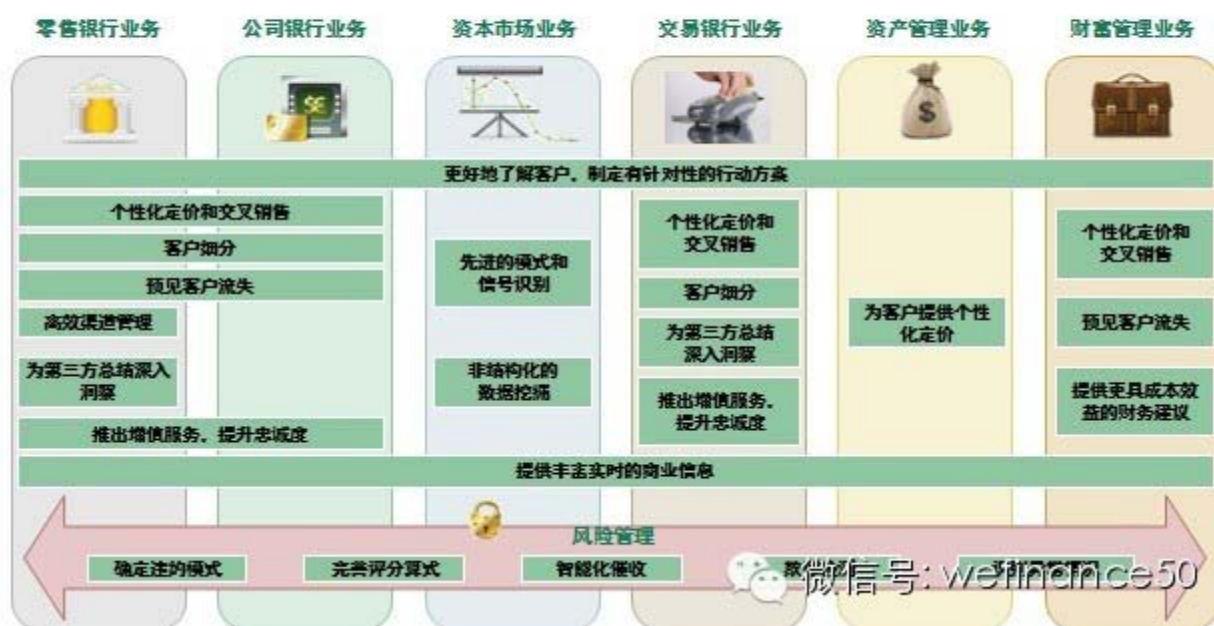 零售银行业务
公司银行业务
资本市场业务
交易银行业务
资产管理业务
财富管理业务
$
更好地了解客户，制定有针对性的行动方案
个性化定价和交叉销售
客户细分
预见客户流失
高效渠道管理
为第三方总结深入
洞察
推出增值服务，提升忠诚度
先进的模式和
信号识别
非结构化的
数据挖掘
个性化定价和
交叉销售
客户细分
为第三方总结
深入洞察
推出增值服务，
提升忠诚度
为客户提供个性
化定价
个性化定价和
交叉销售
预见客户流失
提供更具成本效
益的财务建议
提供丰富实时的商业信息
风险管理
确定违约模式
完善评分算式
智能化催收
微信号: wefinance50